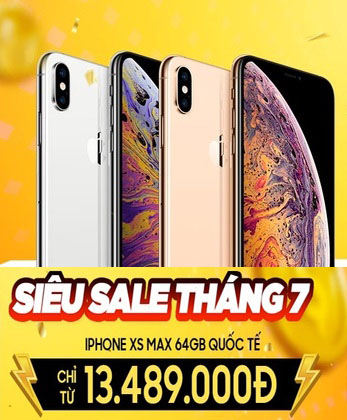 SIÊU SALE THÁNG 7
IPHONE XS MAX 64GB QUỐC TẾ
CHỈ TỪ 13.489.000Đ